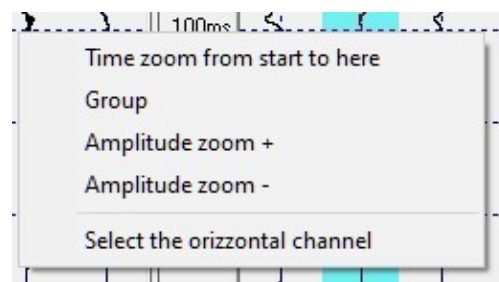 100ms
Time zoom from start to here
Group
Amplitude zoom +
Amplitude zoom -
Select the orizzontal channel